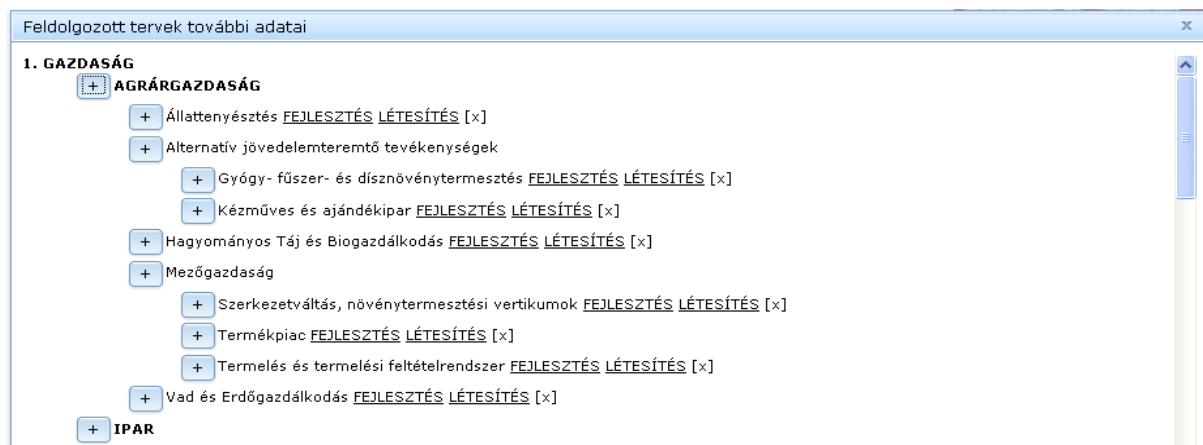 Feldolgozott tervek további adatai x
1. GAZDASÁG
+ AGRÁRGAZDASÁG
+ Állattenyésztés FEJLESZTÉS LÉTESÍTÉS [x]
+ Alternatív jövedelemteremtő tevékenységek
+ Gyógy- fűszer- és dísznövénytermesztés FEJLESZTÉS LÉTESÍTÉS [x]
+ Kézműves és ajándékipar FEJLESZTÉS LÉTESÍTÉS [x]
+ Hagyományos Táj és Biogazdálkodás FEJLESZTÉS LÉTESÍTÉS [x]
+ Mezőgazdaság
+ Szerkezetváltás, növénytermesztési vertikumok FEJLESZTÉS LÉTESÍTÉS [x]
+ Termékpiac FEJLESZTÉS LÉTESÍTÉS [x]
+ Termelés és termelési feltételrendszer FEJLESZTÉS LÉTESÍTÉS [x]
+ Vad és Erdőgazdálkodás FEJLESZTÉS LÉTESÍTÉS [x]
+ IPAR